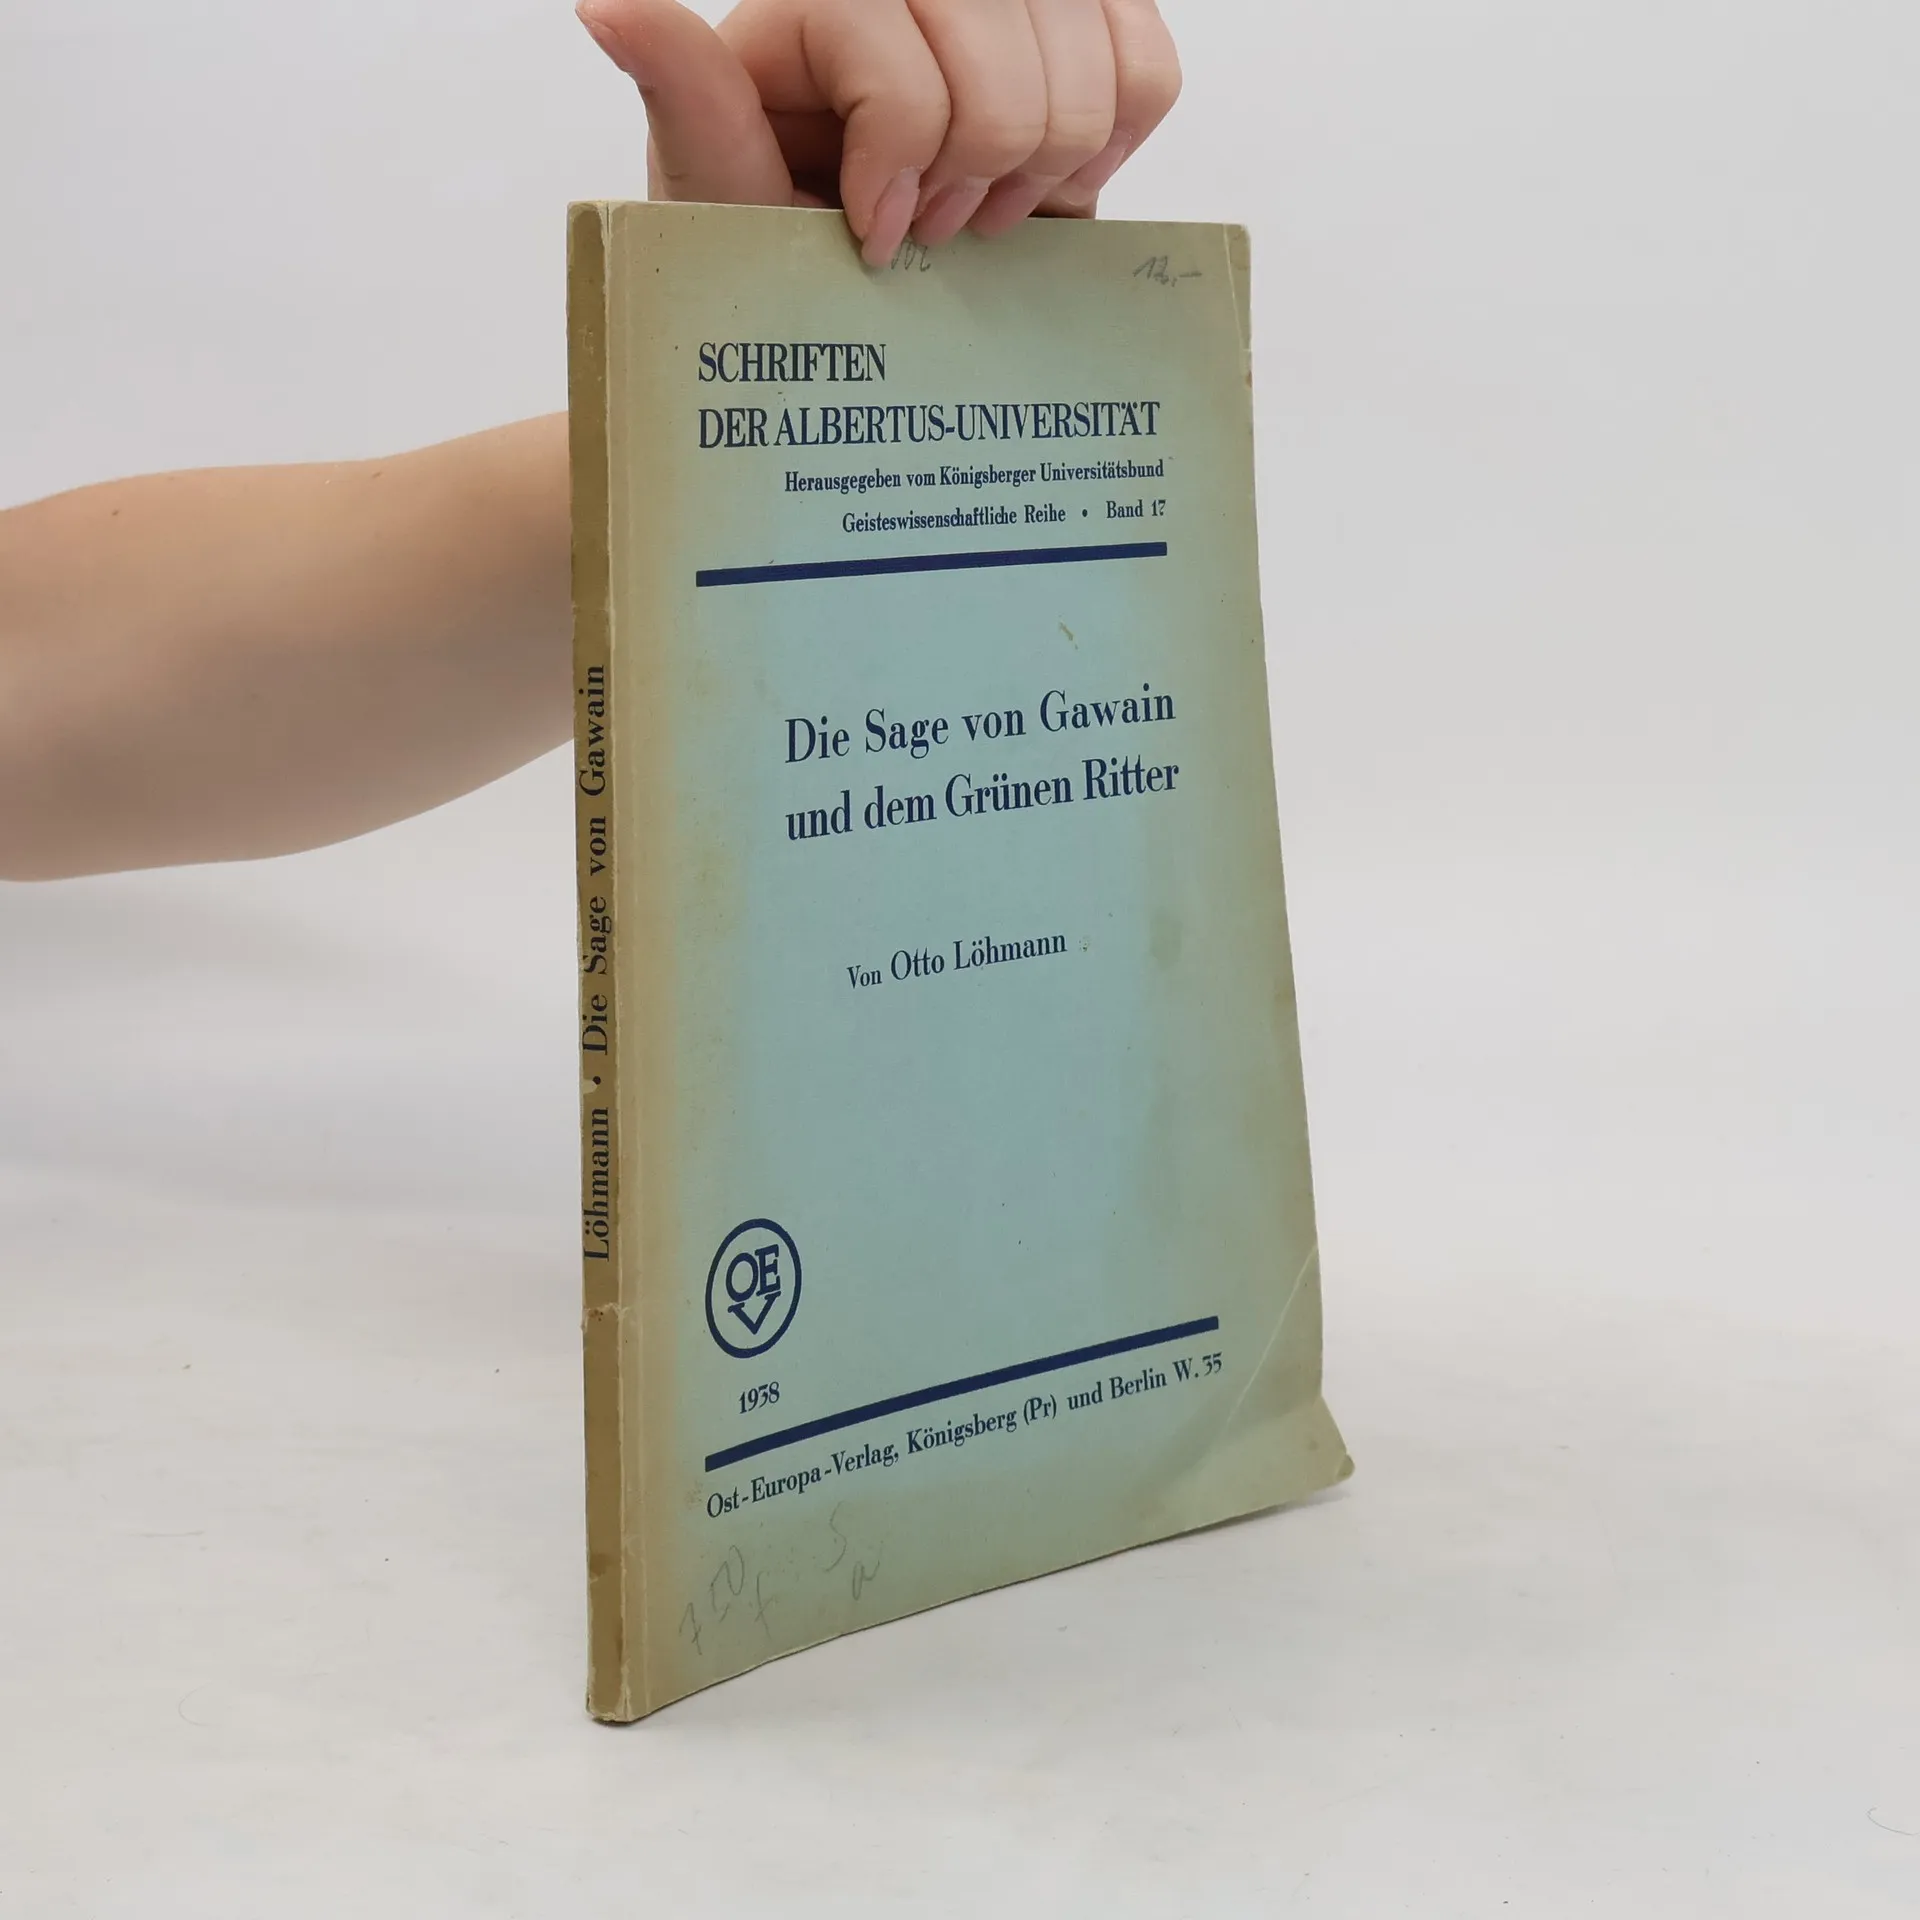 12,-
SCHRIFTEN
DER ALBERTUS-UNIVERSITÄT
Herausgegeben vom Königsberger Universitätsbund
Geisteswissenschaftliche Reihe • Band 17
Die Sage von Gawain
und dem Grünen Ritter
Von Otto Löhmann
OEV
1938
Ost-Europa-Verlag, Königsberg (Pr) und Berlin W. 35
Löhmann • Die Sage von Gawain